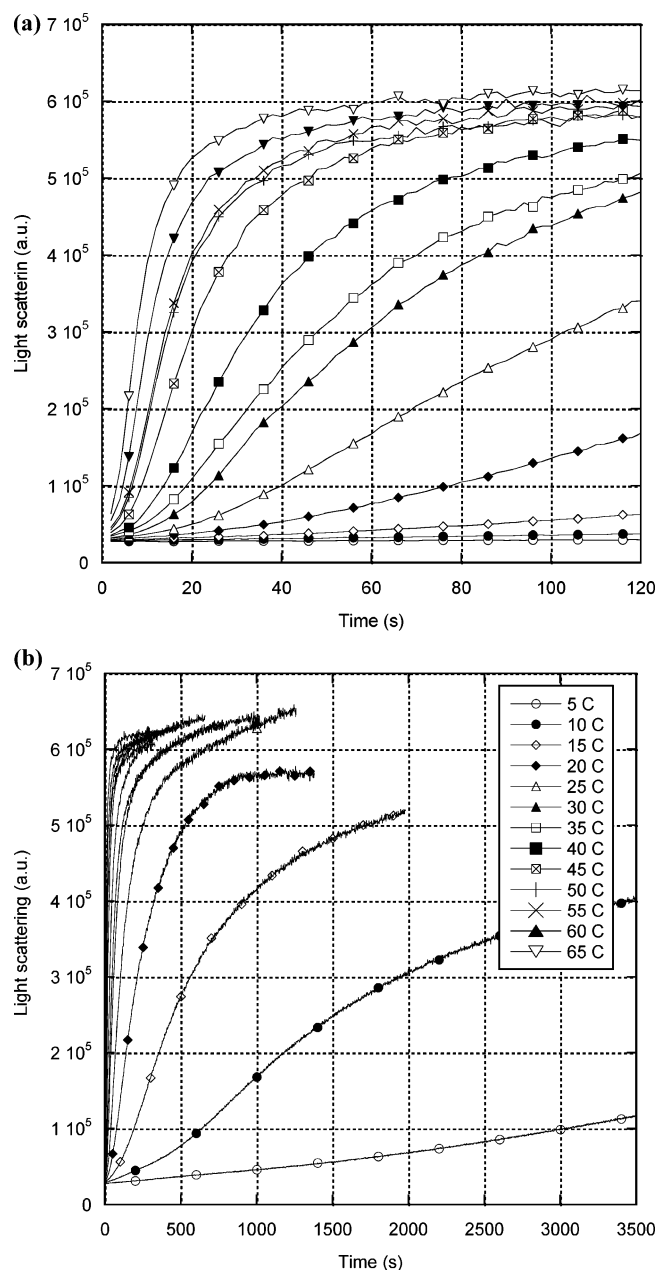 (a)
7 10⁵
6 10⁵
5 10⁵
4 10⁵
3 10⁵
2 10⁵
1 10⁵
0
Light scatterin (a.u.)
0 20 40 60 80 100 120
Time (s)
(b)
7 10⁵
6 10⁵
5 10⁵
4 10⁵
3 10⁵
2 10⁵
1 10⁵
0
Light scattering (a.u.)
5 C
10 C
15 C
20 C
25 C
30 C
35 C
40 C
45 C
50 C
55 C
60 C
65 C
0 500 1000 1500 2000 2500 3000 3500
Time (s)